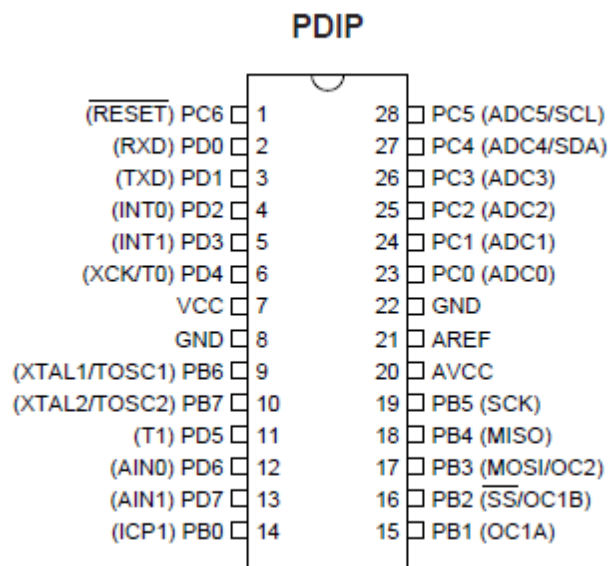 PDIP
(RESET) PC6 1 28 PC5 (ADC5/SCL)
(RXD) PD0 2 27 PC4 (ADC4/SDA)
(TXD) PD1 3 26 PC3 (ADC3)
(INT0) PD2 4 25 PC2 (ADC2)
(INT1) PD3 5 24 PC1 (ADC1)
(XCK/T0) PD4 6 23 PC0 (ADC0)
VCC 7 22 GND
GND 8 21 AREF
(XTAL1/TOSC1) PB6 9 20 AVCC
(XTAL2/TOSC2) PB7 10 19 PB5 (SCK)
(T1) PD5 11 18 PB4 (MISO)
(AIN0) PD6 12 17 PB3 (MOSI/OC2)
(AIN1) PD7 13 16 PB2 (SS/OC1B)
(ICP1) PB0 14 15 PB1 (OC1A)